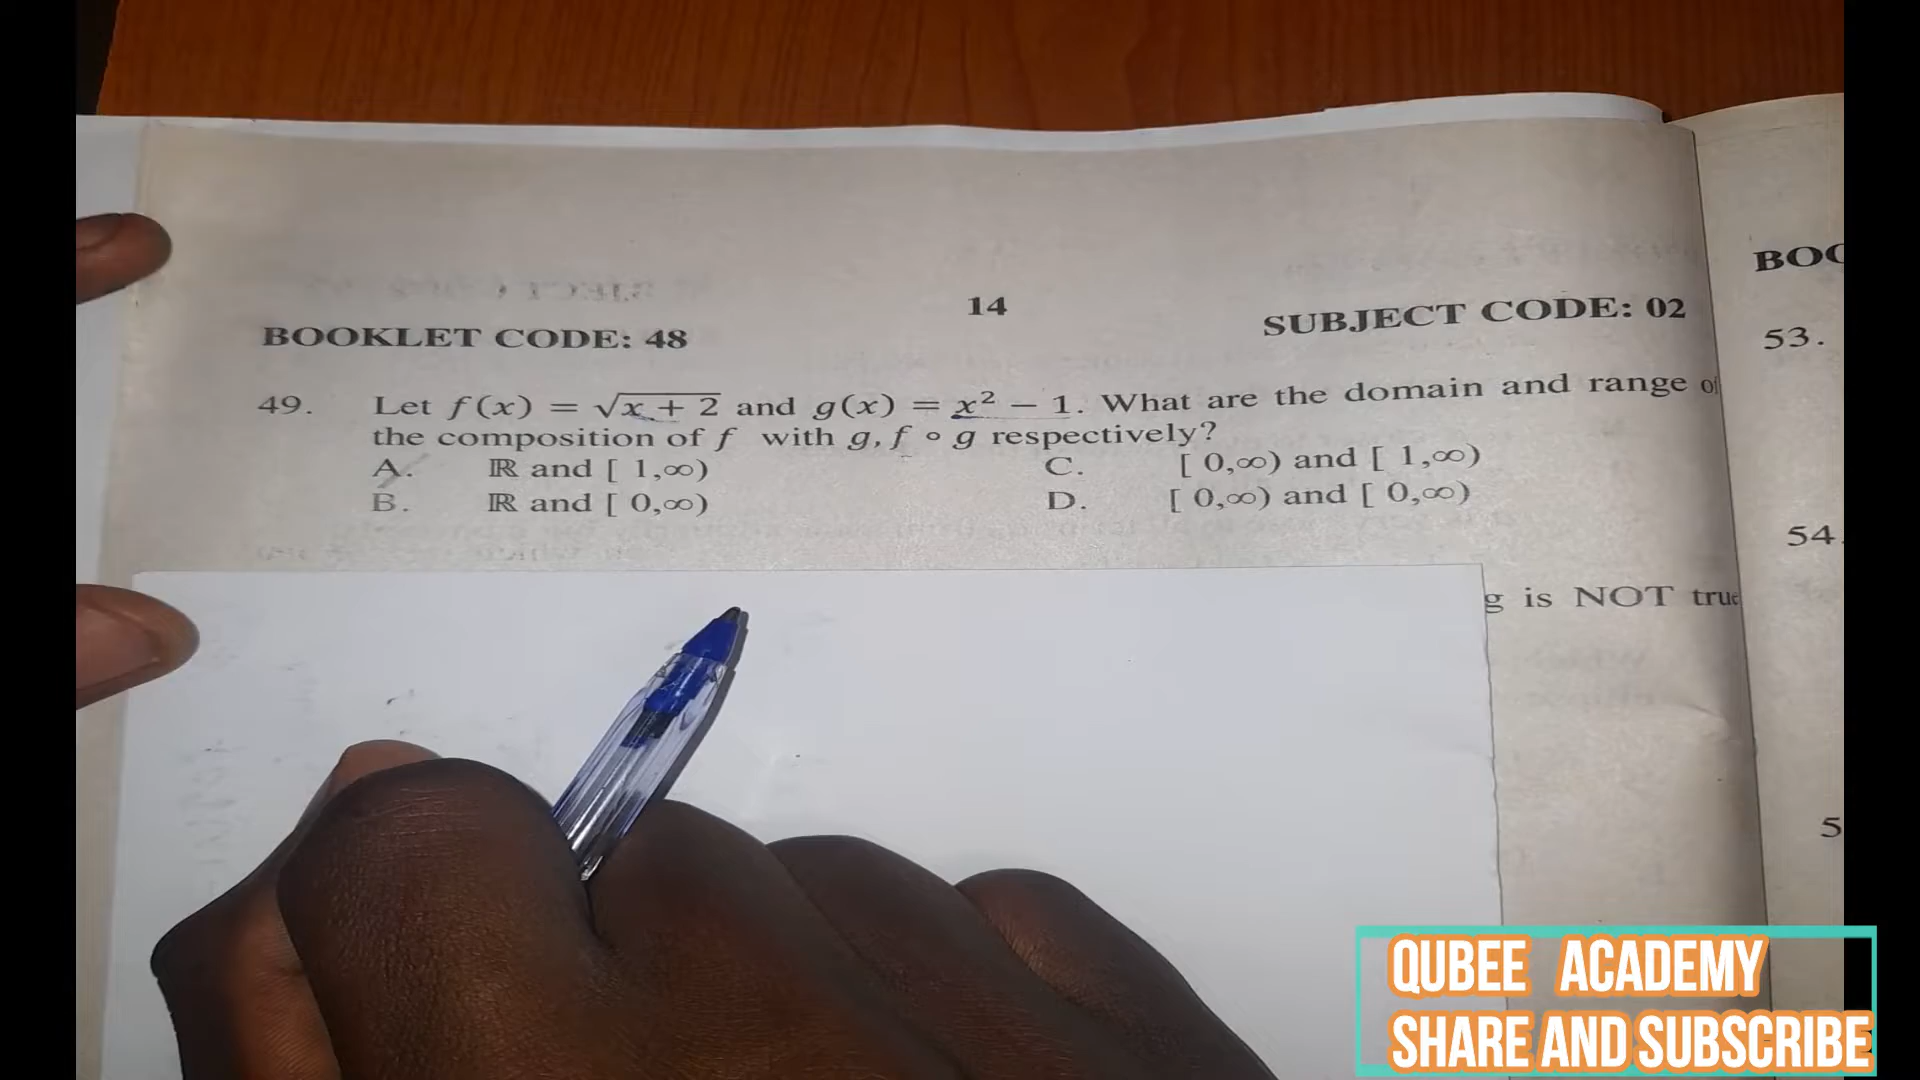 14
BOOKLET CODE: 48
SUBJECT CODE: 02
49. Let f(x) = √x + 2 and g(x) = x² − 1. What are the domain and range of
the composition of f with g, f ∘ g respectively?
A. ℝ and [ 1,∞)
C. [ 0,∞) and [ 1,∞)
B. ℝ and [ 0,∞)
D. [ 0,∞) and [ 0,∞)
g is NOT true
53.
54.
5
QUBEE ACADEMY
SHARE AND SUBSCRIBE